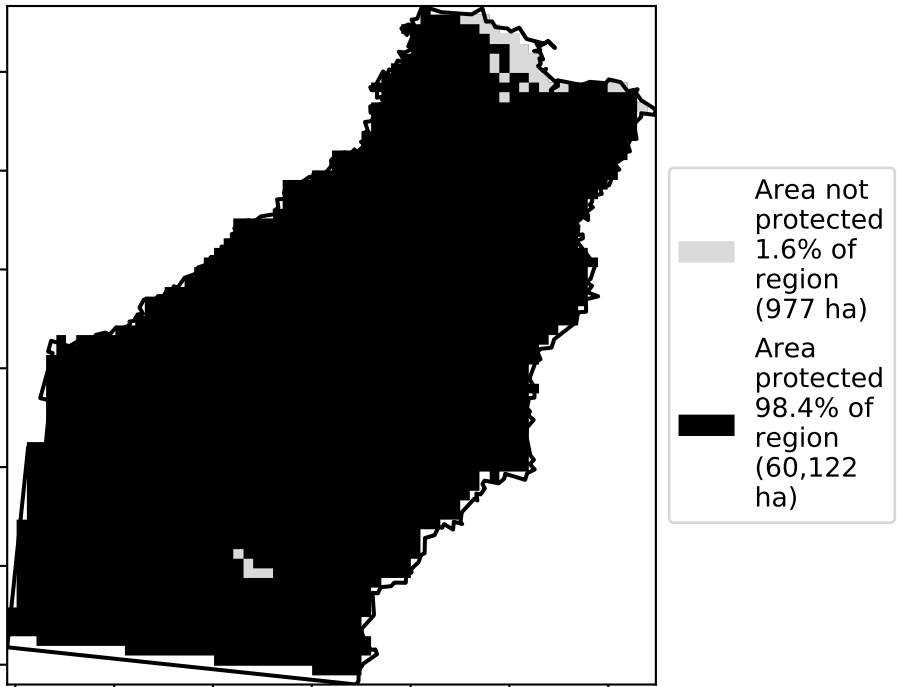 Area not
protected
1.6% of
region
(977 ha)
Area
protected
98.4% of
region
(60,122
ha)